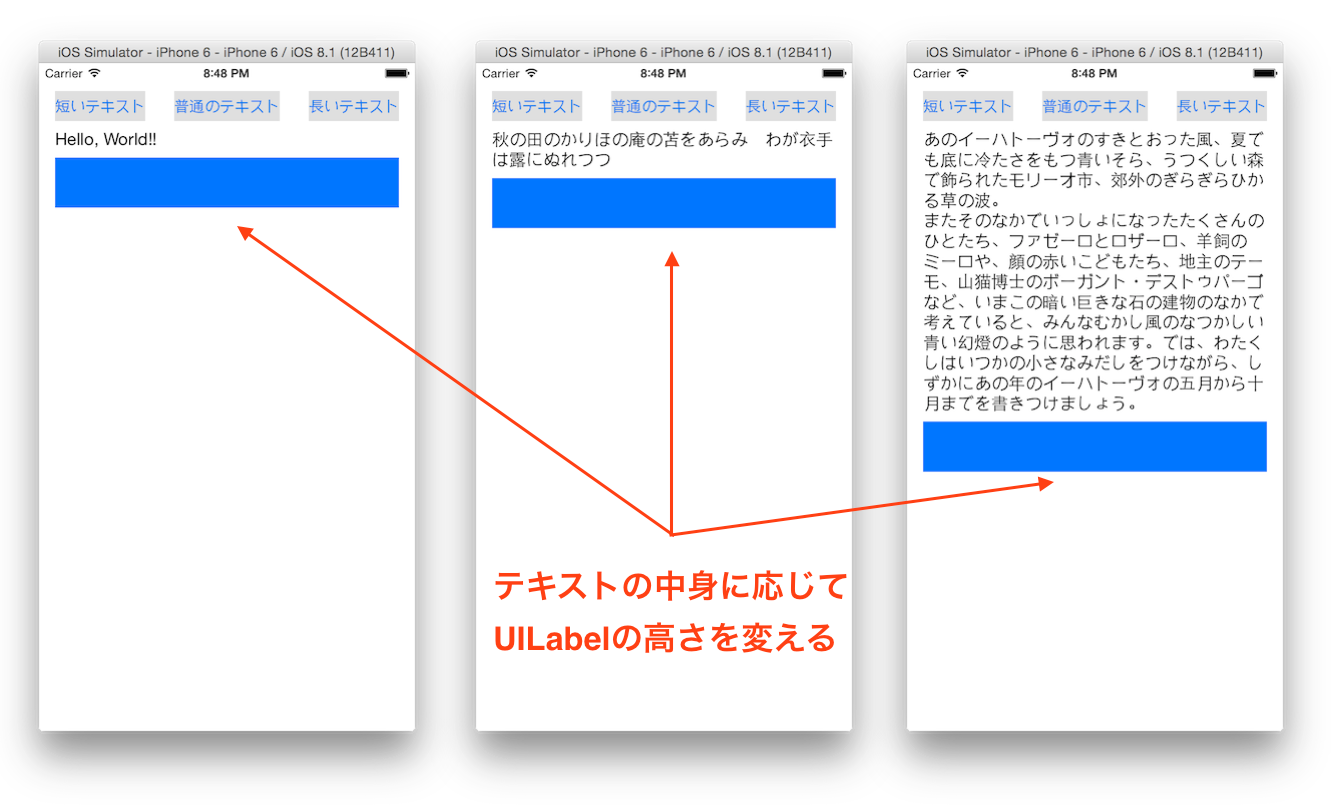 iOS Simulator - iPhone 6 - iPhone 6 / iOS 8.1 (12B411)
Carrier 8:48 PM
短いテキスト 普通のテキスト 長いテキスト
Hello, World!!
iOS Simulator - iPhone 6 - iPhone 6 / iOS 8.1 (12B411)
Carrier 8:48 PM
短いテキスト 普通のテキスト 長いテキスト
秋の田のかりほの庵の苫をあらみ　わが衣手
は露にぬれつつ
iOS Simulator - iPhone 6 - iPhone 6 / iOS 8.1 (12B411)
Carrier 8:48 PM
短いテキスト 普通のテキスト 長いテキスト
あのイーハトーヴォのすきとおった風、夏で
も底に冷たさをもつ青いそら、うつくしい森
で飾られたモリーオ市、郊外のぎらぎらひか
る草の波。
またそのなかでいっしょになったたくさんの
ひとたち、ファゼーロとロザーロ、羊飼の
ミーロや、顔の赤いこどもたち、地主のテー
モ、山猫博士のボーガント・デストゥパーゴ
など、いまこの暗い巨きな石の建物のなかで
考えていると、みんなむかし風のなつかしい
青い幻燈のように思われます。では、わたく
しはいつかの小さなみだしをつけながら、し
ずかにあの年のイーハトーヴォの五月から十
月までを書きつけましょう。
テキストの中身に応じて
UILabelの高さを変える